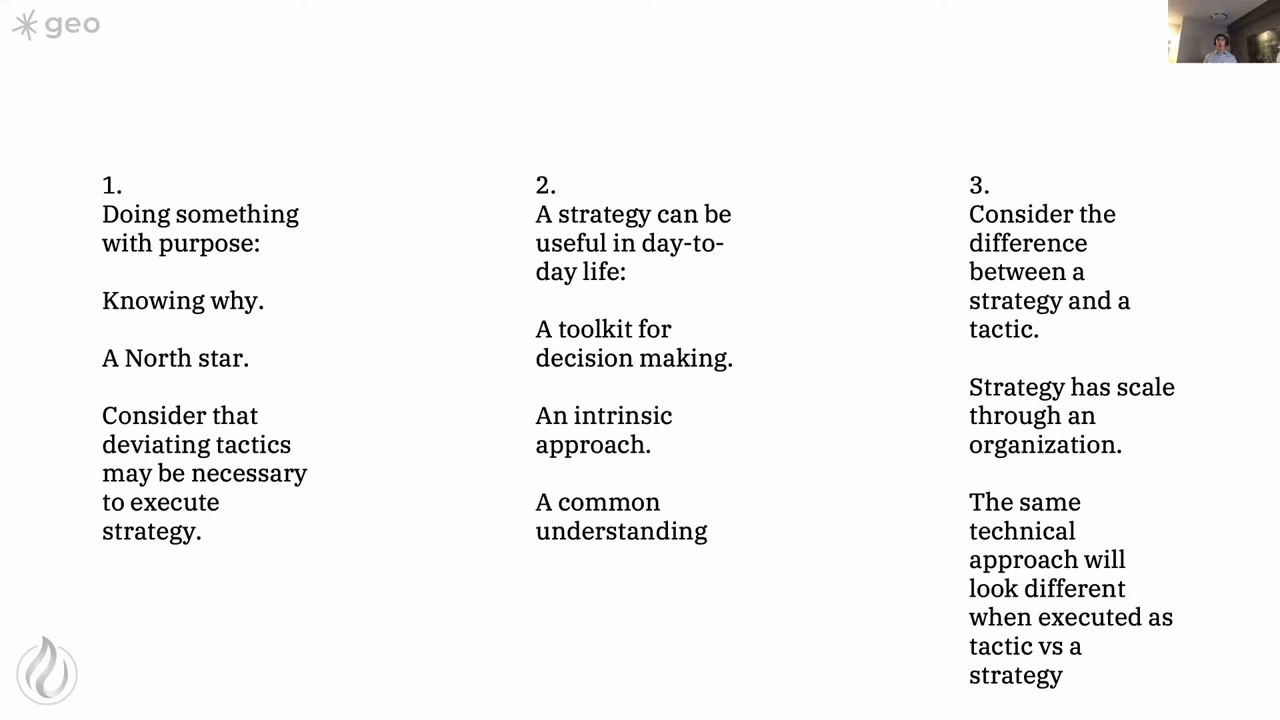 geo
1.
Doing something
with purpose:
Knowing why.
A North star.
Consider that
deviating tactics
may be necessary
to execute
strategy.
2.
A strategy can be
useful in day-to-
day life:
A toolkit for
decision making.
An intrinsic
approach.
A common
understanding
3.
Consider the
difference
between a
strategy and a
tactic.
Strategy has scale
through an
organization.
The same
technical
approach will
look different
when executed as
tactic vs a
strategy